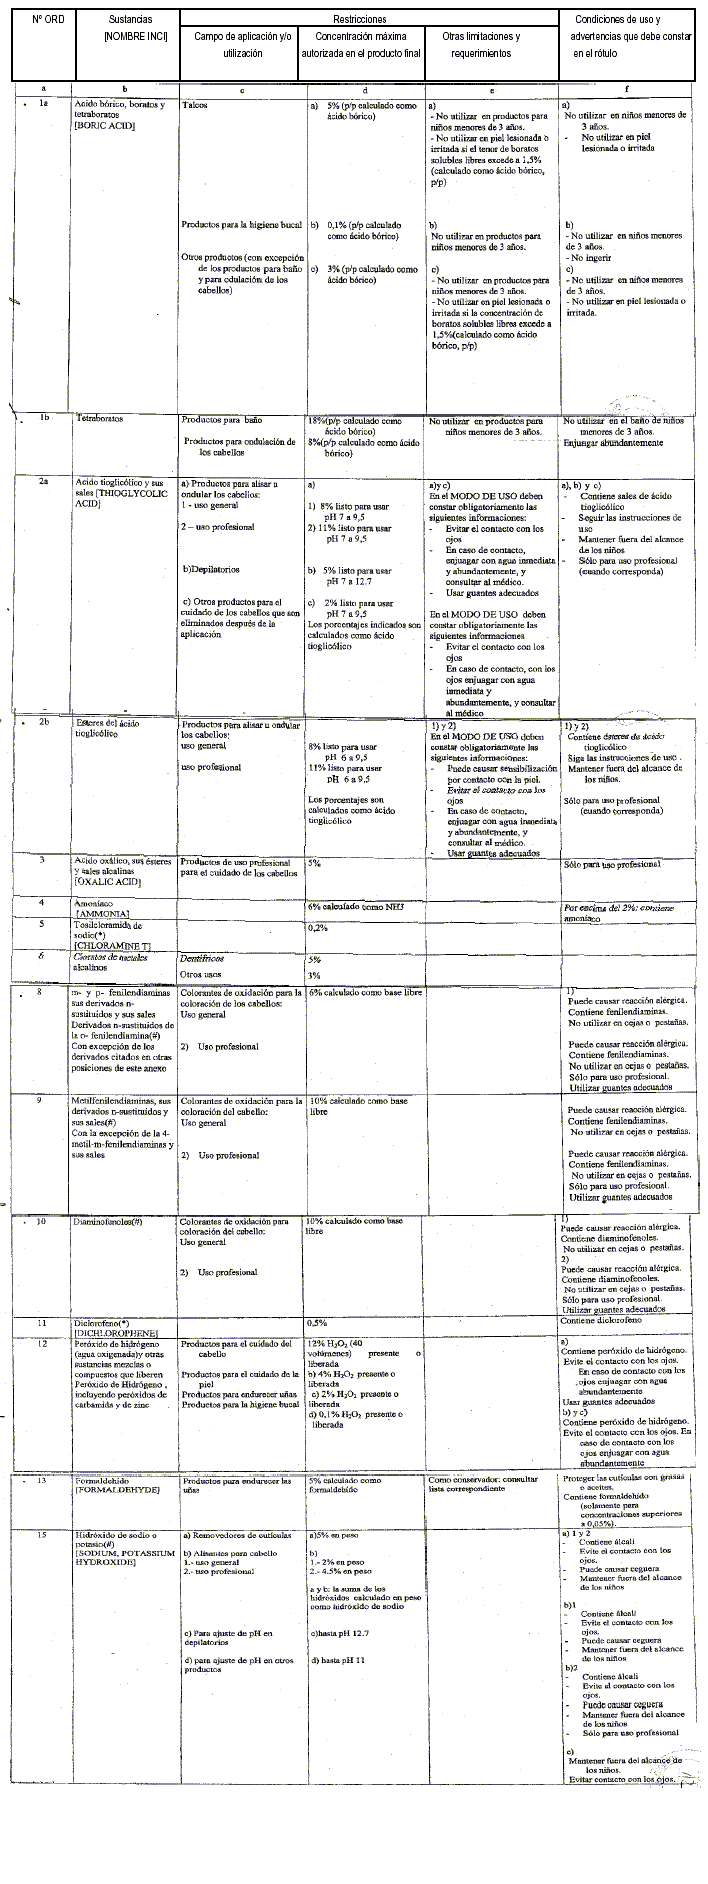 Nº ORD
Sustancias
[NOMBRE INCI]
Restricciones
Condiciones de uso y
advertencias que debe constar
en el rótulo
Campo de aplicación y/o
utilización
Concentración máxima
autorizada en el producto final
Otras limitaciones y
requerimientos
a
b
c
d
e
f
1a
Acido bórico, boratos y
tetraboratos
[BORIC ACID]
Talcos
a) 5% (p/p calculado como
ácido bórico)
a)
- No utilizar en productos para
niños menores de 3 años.
- No utilizar en piel lesionada o
irritada si el tenor de boratos
solubles libres excede a 1,5%
(calculado como ácido bórico,
p/p)
a)
No utilizar en niños menores de
3 años.
- No utilizar en piel
lesionada o irritada
Productos para la higiene bucal
b) 0,1% (p/p calculado
como ácido bórico)
b)
No utilizar en productos para
niños menores de 3 años.
b)
- No utilizar en niños menores
de 3 años.
- No ingerir
Otros productos (con excepción
de los productos para baño
y para odulación de los
cabellos)
c) 3% (p/p calculado como
ácido bórico)
c)
- No utilizar en productos para
niños menores de 3 años.
- No utilizar en piel lesionada o
irritada si la concentración de
boratos solubles libres excede a
1,5%(calculado como ácido
bórico, p/p)
c)
- No utilizar en niños menores
de 3 años.
- No utilizar en piel lesionada o
irritada.
1b
Tetraboratos
Productos para baño
18%(p/p calculado como
ácido bórico)
Productos para ondulación de
los cabellos
8%(p/p calculado como ácido
bórico)
No utilizar en productos para
niños menores de 3 años.
No utilizar en el baño de niños
menores de 3 años.
Enjuagar abundantemente
2a
Acido tioglicólico y sus
sales [THIOGLYCOLIC
ACID]
a) Productos para alisar u
ondular los cabellos:
1 - uso general
2 – uso profesional
b)Depilatorios
c) Otros productos para el
cuidado de los cabellos que son
eliminados después de la
aplicación
a)
1) 8% listo para usar
pH 7 a 9,5
2) 11% listo para usar
pH 7 a 9,5
b) 5% listo para usar
pH 7 a 12.7
c) 2% listo para usar
pH 7 a 9,5
Los porcentajes indicados son
calculados como ácido
tioglicólico
a)y c)
En el MODO DE USO deben
constar obligatoriamente las
siguientes informaciones:
- Evitar el contacto con los
ojos
- En caso de contacto,
enjuagar con agua inmediata
y abundantemente, y
consultar al médico.
- Usar guantes adecuados
En el MODO DE USO deben
constar obligatoriamente las
siguientes informaciones
- Evitar el contacto con los
ojos
- En caso de contacto, con los
ojos enjuagar con agua
inmediata y
abundantemente, y consultar
al médico
a), b) y c)
- Contiene sales de ácido
tioglicólico
- Seguir las instrucciones de
uso
- Mantener fuera del alcance
de los niños
- Sólo para uso profesional
(cuando corresponda)
2b
Esteres del ácido
tioglicólico
Productos para alisar u ondular
los cabellos:
uso general
uso profesional
8% listo para usar
pH 6 a 9,5
11% listo para usar
pH 6 a 9,5
Los porcentajes son
calculados como ácido
tioglicólico
1) y 2)
En el MODO DE USO deben
constar obligatoriamente las
siguientes informaciones:
- Puede causar sensibilización
por contacto con la piel.
- Evitar el contacto con los
ojos
- En caso de contacto,
enjuagar con agua inmediata
y abundantemente, y
consultar al médico.
- Usar guantes adecuados
1) y 2)
Contiene ésteres de ácido
tioglicólico
Siga las instrucciones de uso .
Mantener fuera del alcance de
los niños.
Sólo para uso profesional
(cuando corresponda)
3
Acido oxálico, sus ésteres
y sales alcalinas
[OXALIC ACID]
Productos de uso profesional
para el cuidado de los cabellos
5%
Sólo para uso profesional
4
Amoníaco
[AMMONIA]
6% calculado como NH3
Por encima del 2%: contiene
amoníaco
5
Tosilcloramida de
sodio(*)
[CHLORAMINE T]
0,2%
6
Cloratos de metales
alcalinos
Dentífricos
5%
Otros usos
3%
8
m- y p- fenilendiaminas
sus derivados n-
sustituidos y sus sales
Derivados n-sustituidos de
la o- fenilendiamina(#)
Con excepción de los
derivados citados en otras
posiciones de este anexo
Colorantes de oxidación para la
coloración de los cabellos:
Uso general
2) Uso profesional
6% calculado como base libre
1)
Puede causar reacción alérgica.
Contiene fenilendiaminas.
No utilizar en cejas o pestañas.
Puede causar reacción alérgica.
Contiene fenilendiaminas.
No utilizar en cejas o pestañas.
Sólo para uso profesional.
Utilizar guantes adecuados
9
Metilfenilendiaminas, sus
derivados n-sustituidos y
sus sales(#)
Con la excepción de la 4-
metil-m-fenilendiaminas y
sus sales
Colorantes de oxidación para la
coloración del cabello:
Uso general
2) Uso profesional
10% calculado como base
libre
Puede causar reacción alérgica.
Contiene fenilendiaminas.
No utilizar en cejas o pestañas.
Puede causar reacción alérgica.
Contiene fenilendiaminas.
No utilizar en cejas o pestañas.
Sólo para uso profesional.
Utilizar guantes adecuados
10
Diaminofenoles(#)
Colorantes de oxidación para
coloración del cabello:
Uso general
2) Uso profesional
10% calculado como base
libre
1)
Puede causar reacción alérgica.
Contiene diaminofenoles.
No utilizar en cejas o pestañas.
2)
Puede causar reacción alérgica.
Contiene diaminofenoles.
No utilizar en cejas o pestañas.
Sólo para uso profesional.
Utilizar guantes adecuados
11
Diclorofeno(*)
[DICHLOROPHENE]
0,5%
Contiene diclorofeno
12
Peróxido de hidrógeno
(agua oxigenada)y otras
sustancias mezclas o
compuestos que liberen
Peróxido de Hidrógeno ,
incluyendo peróxidos de
carbamida y de zinc
Productos para el cuidado del
cabello
Productos para el cuidado de la
piel
Productos para endurecer uñas
Productos para la higiene bucal
12% H2O2 (40
volúmenes) presente o
liberada
b) 4% H2O2 presente o
liberada
c) 2% H2O2 presente o
liberada
d) 0,1% H2O2 presente o
liberada
a)
Contiene peróxido de hidrógeno.
Evite el contacto con los ojos.
En caso de contacto con los
ojos enjuagar con agua
abundantemente
Usar guantes adecuados
b) y c)
Contiene peróxido de hidrógeno.
Evite el contacto con los ojos. En
caso de contacto con los
ojos enjuagar con agua
abundantemente
13
Formaldehído
[FORMALDEHYDE]
Productos para endurecer las
uñas
5% calculado como
formaldehído
Como conservador: consultar
lista correspondiente
Proteger las cutículas con grasas
o aceites.
Contiene formaldehído
(solamente para
concentraciones superiores
a 0,05%).
15
Hidróxido de sodio o
potasio(#)
[SODIUM, POTASSIUM
HYDROXIDE]
a) Removedores de cutículas
b) Alisantes para cabello
1.- uso general
2.- uso profesional
c) Para ajuste de pH en
depilatorios
d) para ajuste de pH en otros
productos
a)5% en peso
b)
1.- 2% en peso
2.- 4.5% en peso
a y b: la suma de los
hidróxidos calculado en peso
como hidróxido de sodio
c)hasta pH 12.7
d) hasta pH 11
a) 1 y 2
- Contiene álcali
- Evite el contacto con los
ojos.
- Puede causar ceguera
- Mantener fuera del alcance
de los niños
b)1
- Contiene álcali
- Evite el contacto con los
ojos.
- Puede causar ceguera
- Mantener fuera del alcance
de los niños
b)2
- Contiene álcali
- Evite el contacto con los
ojos.
- Puede causar ceguera
- Mantener fuera del alcance
de los niños
- Sólo para uso profesional
c)
Mantener fuera del alcance de
los niños.
Evitar contacto con los ojos.